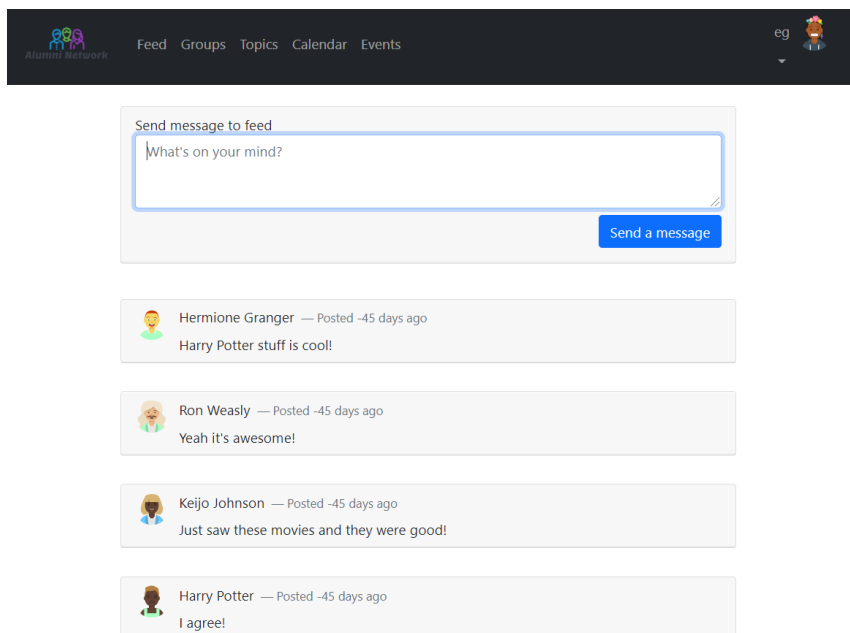 Alumni Network
Feed Groups Topics Calendar Events
eg
Send message to feed
What's on your mind?
Send a message
Hermione Granger — Posted -45 days ago
Harry Potter stuff is cool!
Ron Weasly — Posted -45 days ago
Yeah it's awesome!
Keijo Johnson — Posted -45 days ago
Just saw these movies and they were good!
Harry Potter — Posted -45 days ago
I agree!